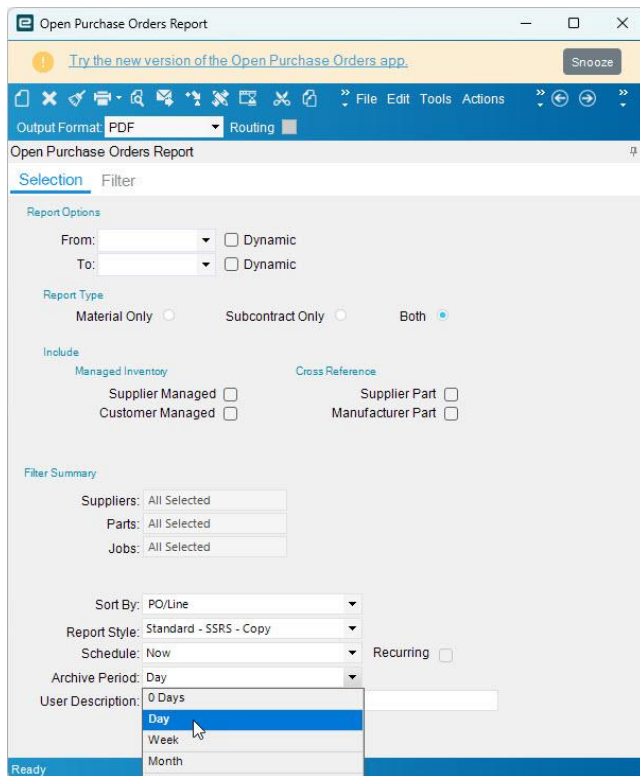 Open Purchase Orders Report
Try the new version of the Open Purchase Orders app.
Snooze
File Edit Tools Actions
Output Format: PDF Routing
Open Purchase Orders Report
Selection Filter
Report Options
From: Dynamic
To: Dynamic
Report Type
Material Only Subcontract Only Both
Include
Managed Inventory Cross Reference
Supplier Managed Supplier Part
Customer Managed Manufacturer Part
Filter Summary
Suppliers: All Selected
Parts: All Selected
Jobs: All Selected
Sort By: PO/Line
Report Style: Standard - SSRS - Copy
Schedule: Now Recurring
Archive Period: Day
User Description: 0 Days
Day
Week
Month
Ready